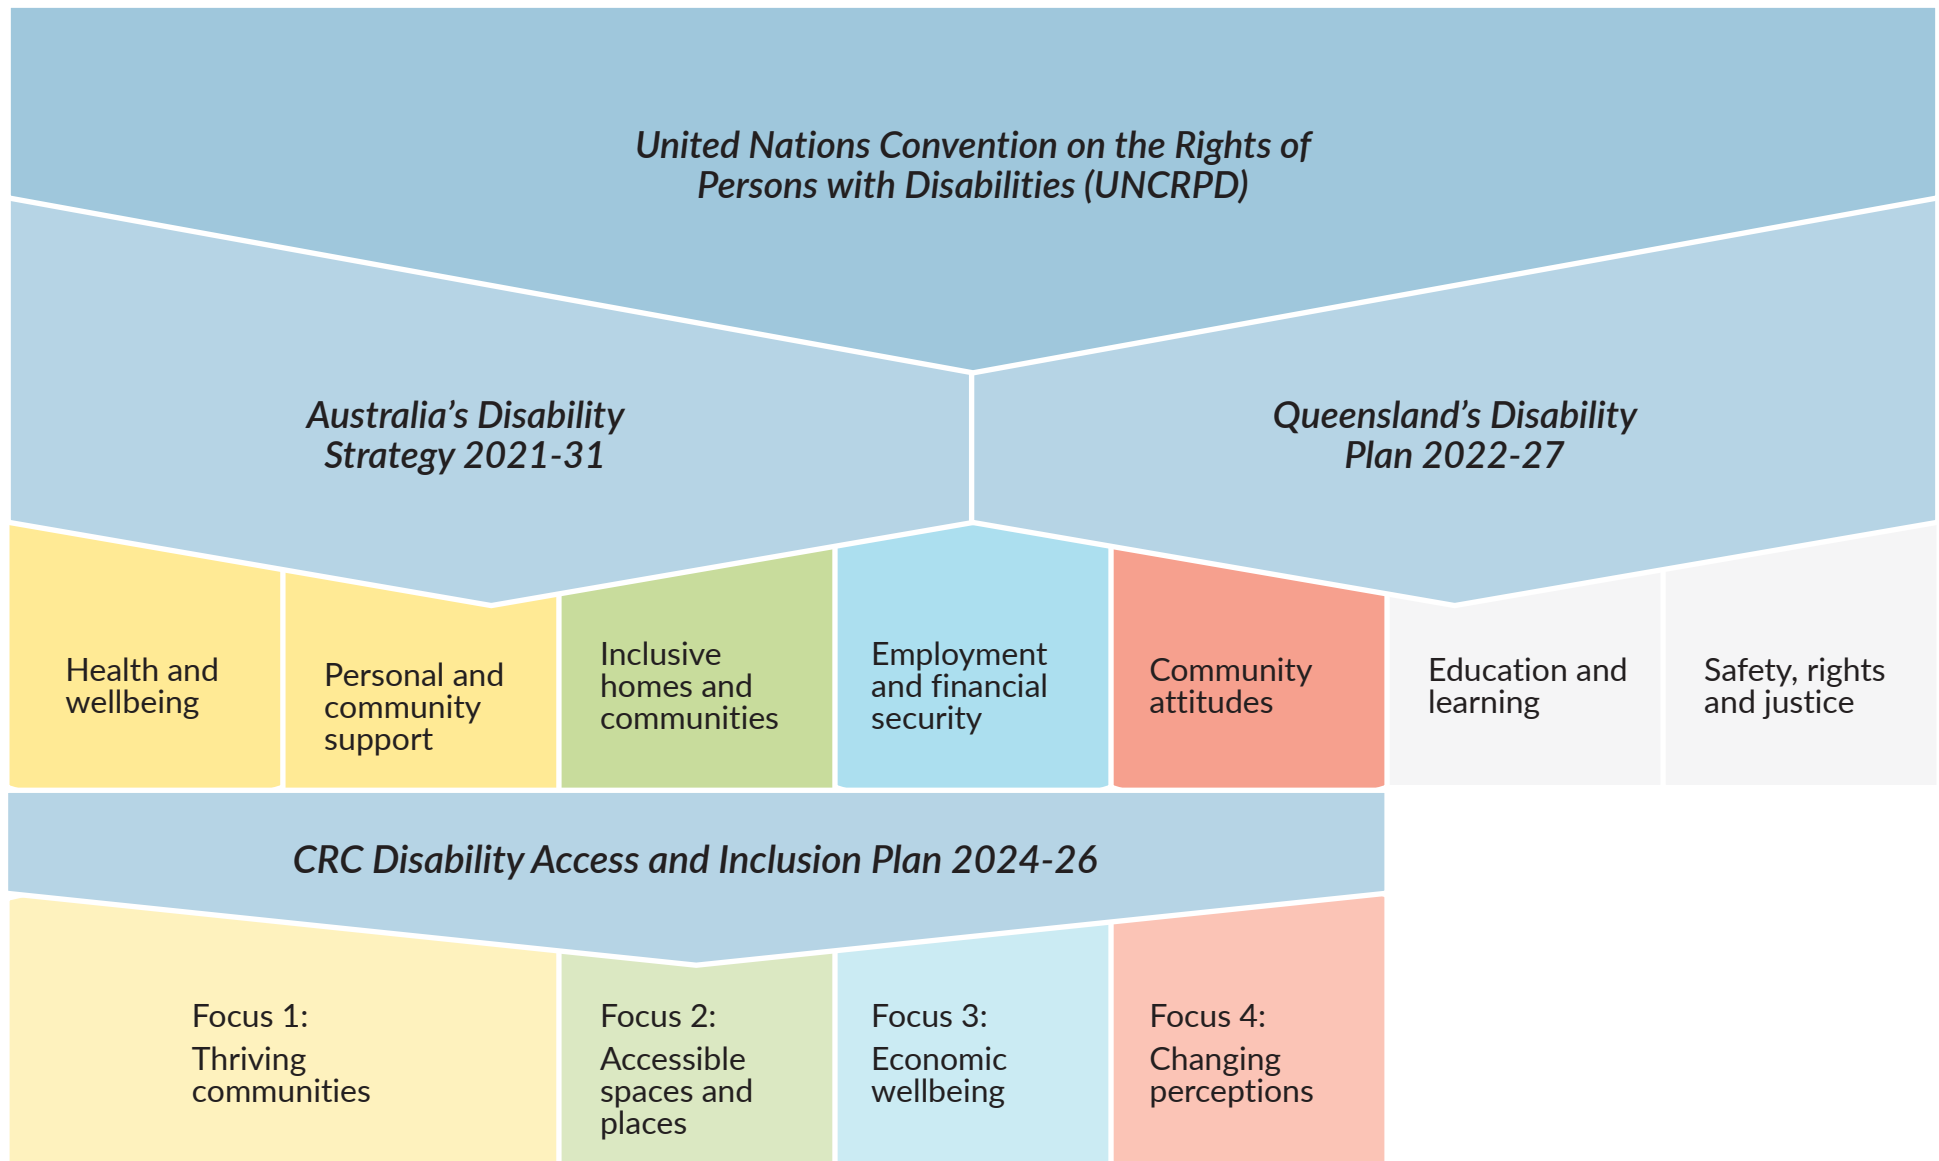 United Nations Convention on the Rights of
Persons with Disabilities (UNCRPD)
Australia’s Disability
Strategy 2021-31
Queensland’s Disability
Plan 2022-27
Health and
wellbeing
Personal and
community
support
Inclusive
homes and
communities
Employment
and financial
security
Community
attitudes
Education and
learning
Safety, rights
and justice
CRC Disability Access and Inclusion Plan 2024-26
Focus 1:
Thriving
communities
Focus 2:
Accessible
spaces and
places
Focus 3:
Economic
wellbeing
Focus 4:
Changing
perceptions